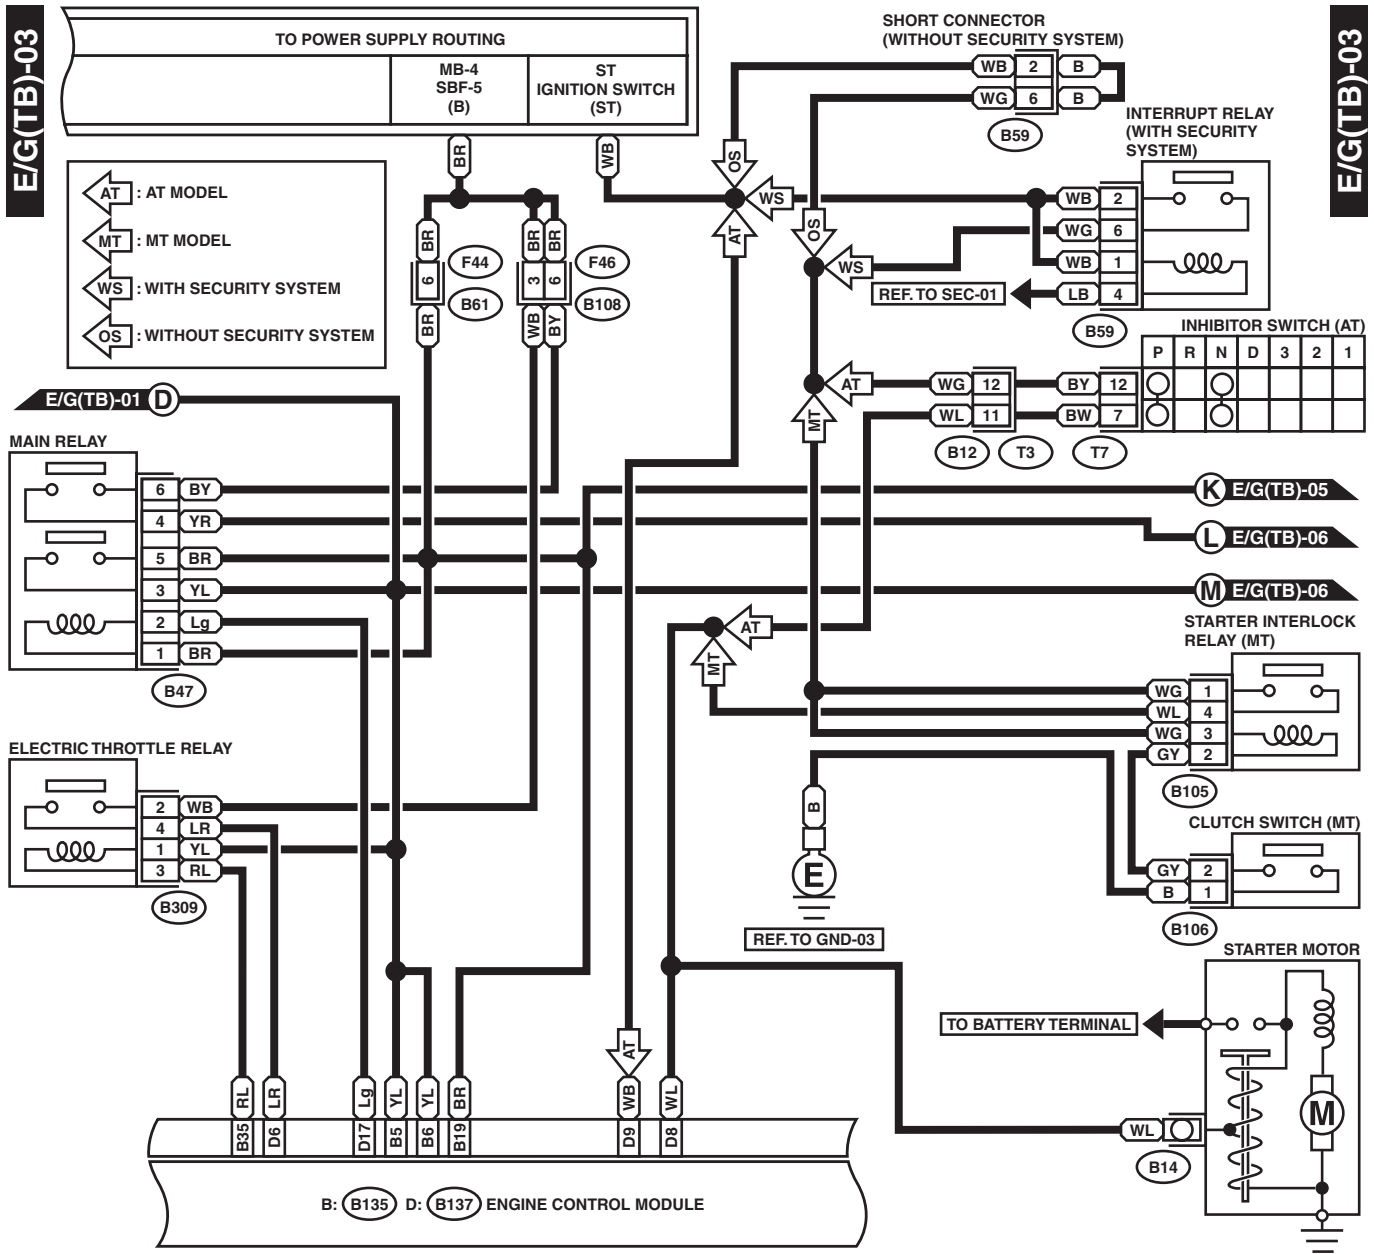 E/G(TB)-03
E/G(TB)-03
TO POWER SUPPLY ROUTING
MB-4
SBF-5
(B)
ST
IGNITION SWITCH
(ST)
SHORT CONNECTOR
(WITHOUT SECURITY SYSTEM)
WB 2 B
WG 6 B
B59
INTERRUPT RELAY
(WITH SECURITY
SYSTEM)
BR
WB
OS
AT : AT MODEL
MT : MT MODEL
WS : WITH SECURITY SYSTEM
OS : WITHOUT SECURITY SYSTEM
WS
WB 2
WG 6
WB 1
LB 4
B59
AT
OS
WS
REF. TO SEC-01
BR
BR
BR
6
3
6
F44
F46
B61
B108
BR
WB
BY
INHIBITOR SWITCH (AT)
P R N D 3 2 1
AT
WG 12
BY 12
WL 11
BW 7
MT
B12
T3
T7
E/G(TB)-01 D
MAIN RELAY
6 BY
4 YR
5 BR
3 YL
2 Lg
1 BR
B47
K E/G(TB)-05
L E/G(TB)-06
M E/G(TB)-06
AT
MT
STARTER INTERLOCK
RELAY (MT)
WG 1
WL 4
WG 3
GY 2
B105
ELECTRIC THROTTLE RELAY
2 WB
4 LR
1 YL
3 RL
B309
B
E
REF. TO GND-03
CLUTCH SWITCH (MT)
GY 2
B 1
B106
STARTER MOTOR
TO BATTERY TERMINAL
M
WL
B14
AT
RL
LR
Lg
YL
YL
BR
WB
WL
B35
D6
D17
B5
B6
B19
D9
D8
B: B135 D: B137 ENGINE CONTROL MODULE